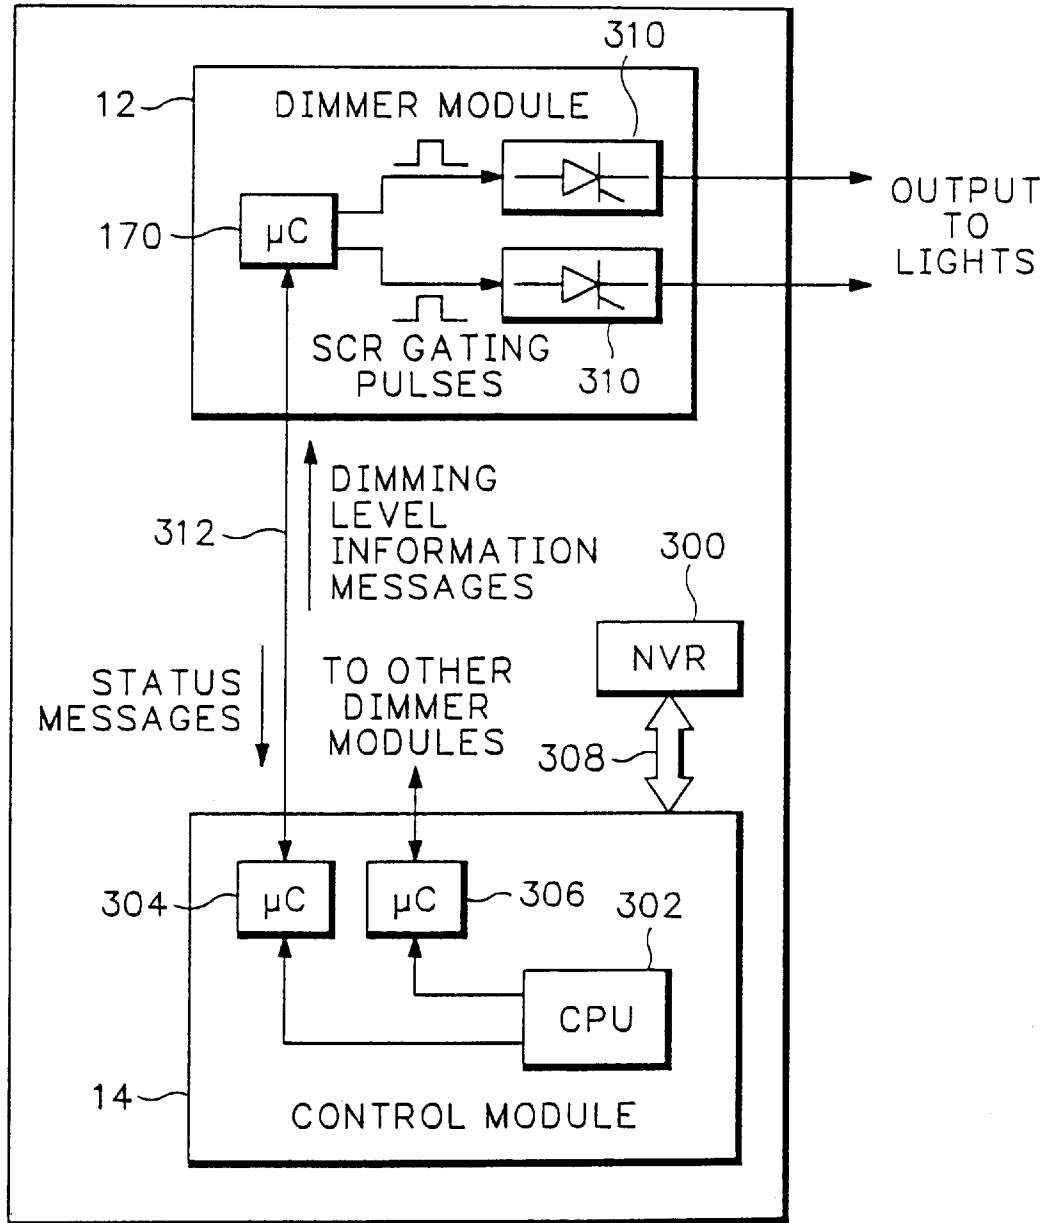 310
12
DIMMER MODULE
170
µC
OUTPUT
TO
LIGHTS
SCR GATING
PULSES
310
DIMMING
LEVEL
INFORMATION
MESSAGES
312
300
NVR
STATUS
MESSAGES
TO OTHER
DIMMER
MODULES
308
304
µC
µC
306
302
CPU
14
CONTROL MODULE